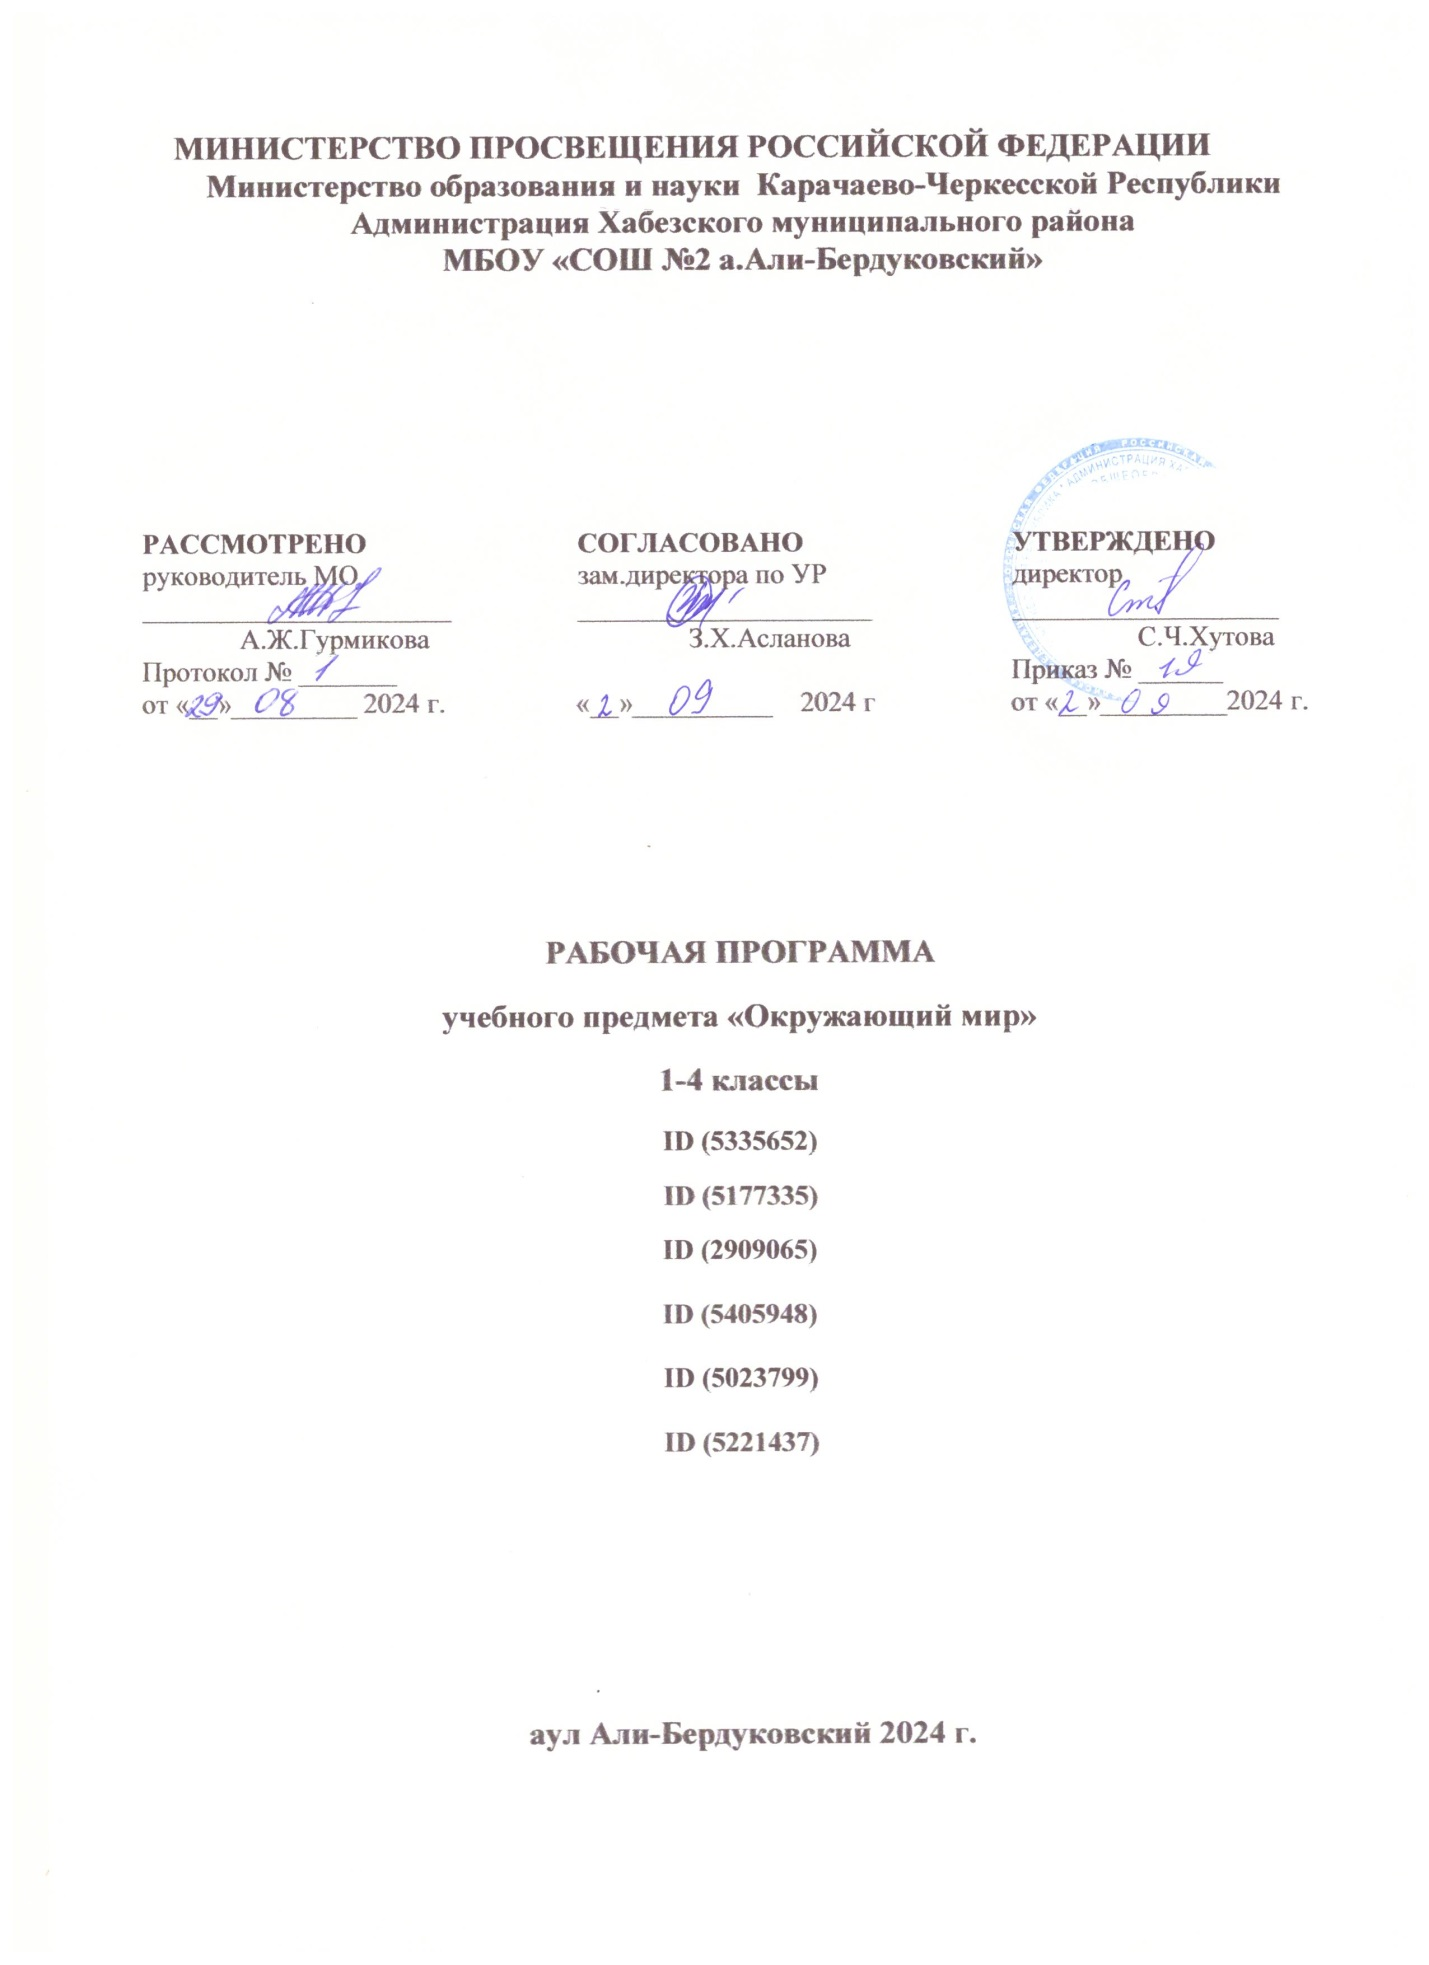 МИНИСТЕРСТВО ПРОСВЕЩЕНИЯ РОССИЙСКОЙ ФЕДЕРАЦИИ
Министерство образования и науки Карачаево-Черкесской Республики
Администрация Хабезского муниципального района
МБОУ «СОШ №2 а.Али-Бердуковский»
РАССМОТРЕНО
руководитель МО
А.Ж.Гурмикова
Протокол № 1
от «29» 08 2024 г.
СОГЛАСОВАНО
зам.директора по УР
З.Х.Асланова
«2» 09 2024 г
РОССИЙСКАЯ
АДМИНИСТРАЦИЯ
УТВЕРЖДЕНО
директор
С.Ч.Хутова
Приказ №
от «2» 09 2024 г.
РАБОЧАЯ ПРОГРАММА
учебного предмета «Окружающий мир»
1-4 классы
ID (5335652)
ID (5177335)
ID (2909065)
ID (5405948)
ID (5023799)
ID (5221437)
аул Али-Бердуковский 2024 г.